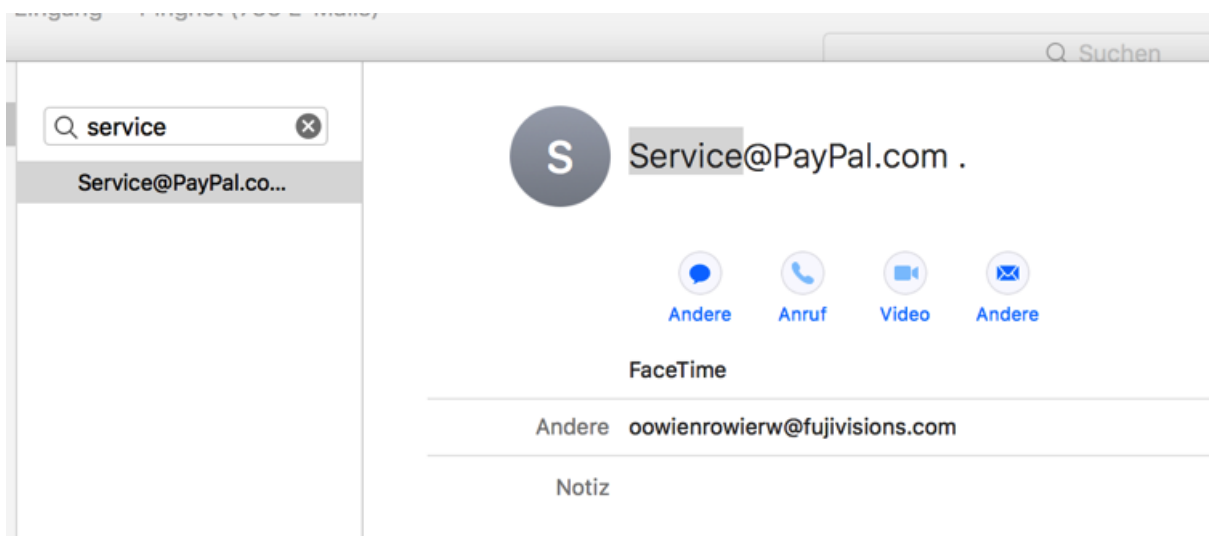 Suchen
service
Service@PayPal.co...
S
Service@PayPal.com .
Andere
Anruf
Video
Andere
FaceTime
Andere oowienrowierw@fujivisions.com
Notiz